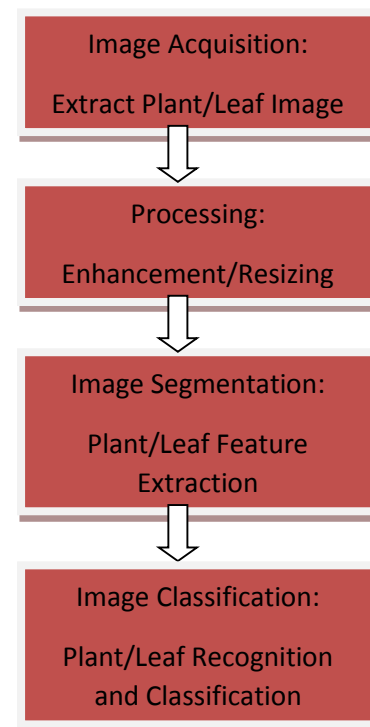 Image Acquisition:
Extract Plant/Leaf Image
Processing:
Enhancement/Resizing
Image Segmentation:
Plant/Leaf Feature
Extraction
Image Classification:
Plant/Leaf Recognition
and Classification